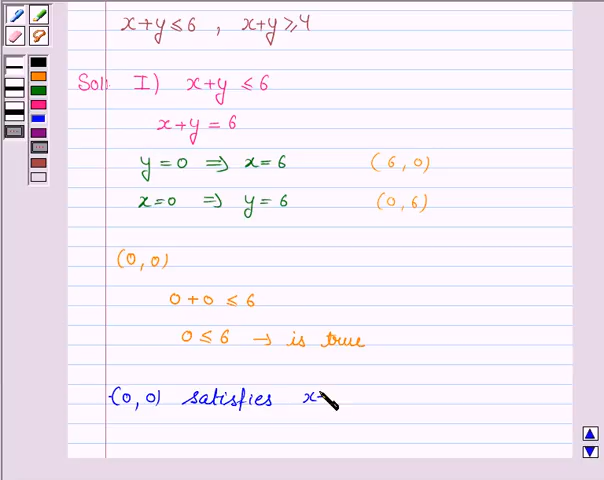 x+y ≤ 6 , x+y ≥ 4
Sol: I) x+y ≤ 6
x+y = 6
y=0 ⇒ x=6 (6,0)
x=0 ⇒ y=6 (0,6)
(0,0)
0+0 ≤ 6
0 ≤ 6 → is true
(0,0) satisfies x+